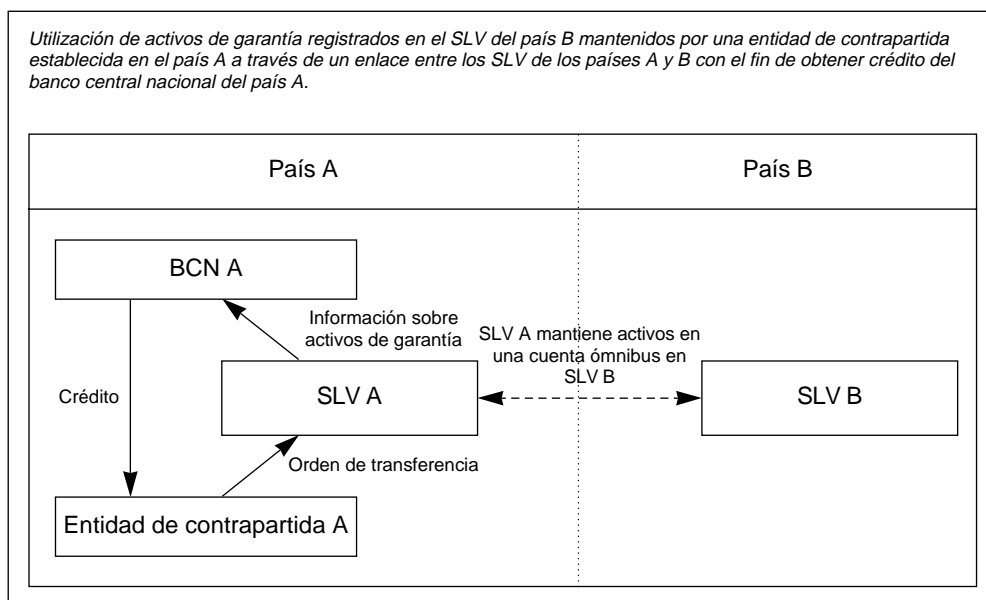 Utilización de activos de garantía registrados en el SLV del país B mantenidos por una entidad de contrapartida
establecida en el país A a través de un enlace entre los SLV de los países A y B con el fin de obtener crédito del
banco central nacional del país A.
País A
País B
BCN A
Información sobre
activos de garantía
SLV A mantiene activos en
una cuenta ómnibus en
SLV B
Crédito
SLV A
SLV B
Orden de transferencia
Entidad de contrapartida A